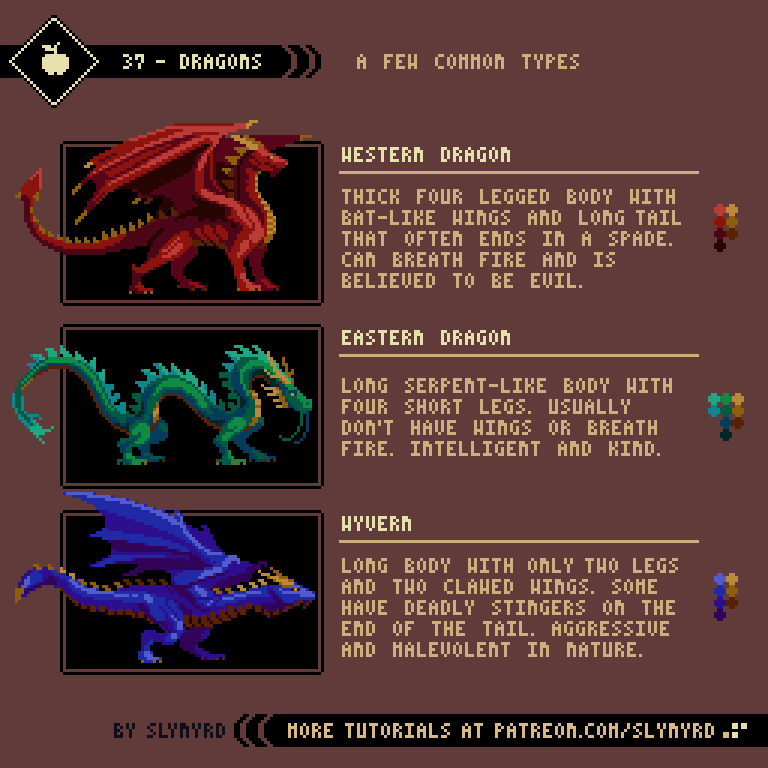 37 - DRAGONS
A FEW COMMON TYPES
WESTERN DRAGON
THICK FOUR LEGGED BODY WITH
BAT-LIKE WINGS AND LONG TAIL
THAT OFTEN ENDS IN A SPADE.
CAN BREATH FIRE AND IS
BELIEVED TO BE EVIL.
EASTERN DRAGON
LONG SERPENT-LIKE BODY WITH
FOUR SHORT LEGS. USUALLY
DON'T HAVE WINGS OR BREATH
FIRE. INTELLIGENT AND KIND.
WYVERN
LONG BODY WITH ONLY TWO LEGS
AND TWO CLAWED WINGS. SOME
HAVE DEADLY STINGERS ON THE
END OF THE TAIL. AGGRESSIVE
AND MALEVOLENT IN NATURE.
BY SLYNYRD
MORE TUTORIALS AT PATREON.COM/SLYNYRD